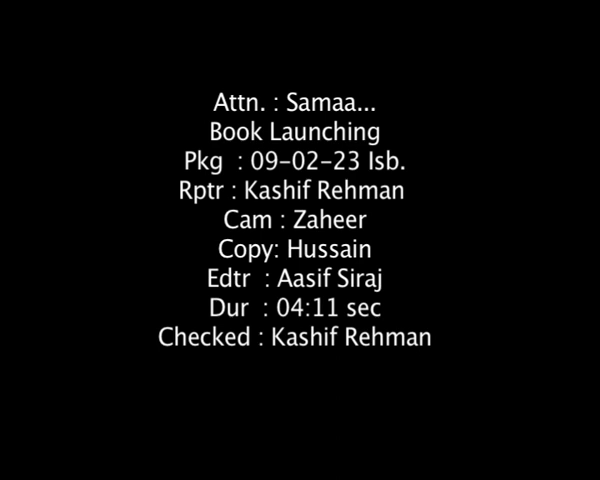 Attn. : Samaa...
Book Launching
Pkg : 09-02-23 Isb.
Rptr : Kashif Rehman
Cam : Zaheer
Copy: Hussain
Edtr : Aasif Siraj
Dur : 04:11 sec
Checked : Kashif Rehman